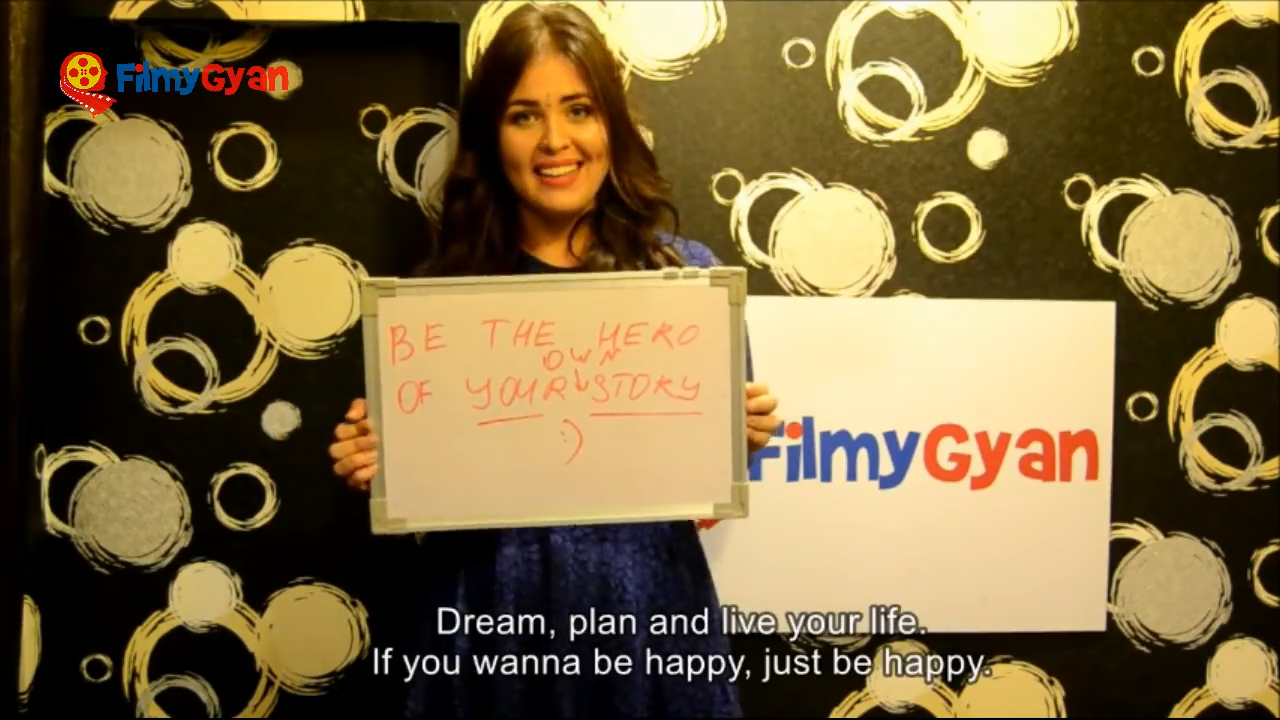 FilmyGyan
BE THE HERO
OWN
OF YOUR STORY
:)
FilmyGyan
Dream, plan and live your life.
If you wanna be happy, just be happy.